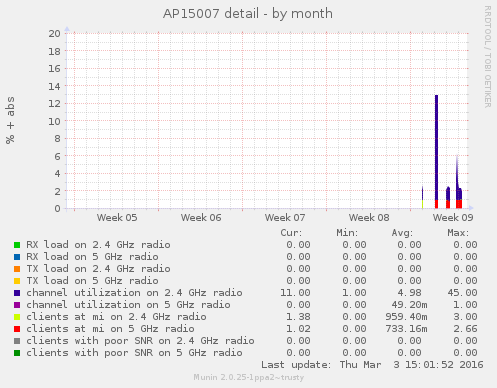 AP15007 detail - by month
RRDTOOL / TOBI OETIKER
% + abs
20
18
16
14
12
10
8
6
4
2
0
Week 05 Week 06 Week 07 Week 08 Week 09
Cur: Min: Avg: Max:
RX load on 2.4 GHz radio 0.00 0.00 0.00 0.00
RX load on 5 GHz radio 0.00 0.00 0.00 0.00
TX load on 2.4 GHz radio 0.00 0.00 0.00 0.00
TX load on 5 GHz radio 0.00 0.00 0.00 0.00
channel utilization on 2.4 GHz radio 11.00 1.00 4.98 45.00
channel utilization on 5 GHz radio 0.00 0.00 49.20m 1.00
clients at mi on 2.4 GHz radio 1.38 0.00 959.40m 3.00
clients at mi on 5 GHz radio 1.02 0.00 733.16m 2.66
clients with poor SNR on 2.4 GHz radio 0.00 0.00 0.00 0.00
clients with poor SNR on 5 GHz radio 0.00 0.00 0.00 0.00
Last update: Thu Mar 3 15:01:52 2016
Munin 2.0.25-1ppa2~trusty